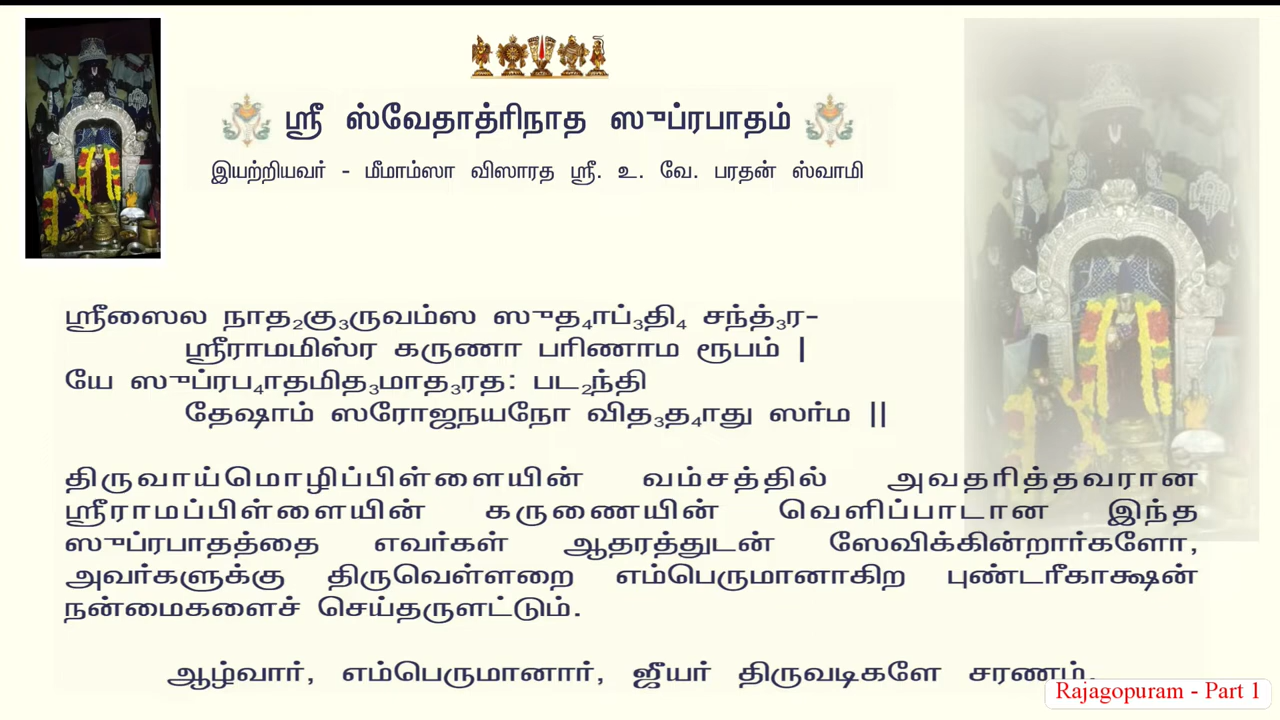 ஸ்ரீ ஸ்வேதாத்ரிநாத ஸுப்ரபாதம்
இயற்றியவர் - மீமாம்ஸா விஸாரத ஸ்ரீ. உ. வே. பரதன் ஸ்வாமி
ஸ்ரீஸைல நாத₂கு₃ருவம்ஸ ஸுத₄ாப்₃தி₄ சந்த்₃ர-
ஸ்ரீராமமிஸ்ர கருணா பரிணாம ரூபம் |
யே ஸுப்ரப₄ாதமித₃மாத₃ரத: பட₂ந்தி
தேஷாம் ஸரோஜநயநோ வித₃த₄ாது ஸர்ம ||
திருவாய்மொழிப்பிள்ளையின் வம்சத்தில் அவதரித்தவரான
ஸ்ரீராமப்பிள்ளையின் கருணையின் வெளிப்பாடான இந்த
ஸுப்ரபாதத்தை எவர்கள் ஆதரத்துடன் ஸேவிக்கின்றார்களோ,
அவர்களுக்கு திருவெள்ளறை எம்பெருமானாகிற புண்டரீகாக்ஷன்
நன்மைகளைச் செய்தருளட்டும்.
ஆழ்வார், எம்பெருமானார், ஜீயர் திருவடிகளே சரணம்.
Rajagopuram - Part 1